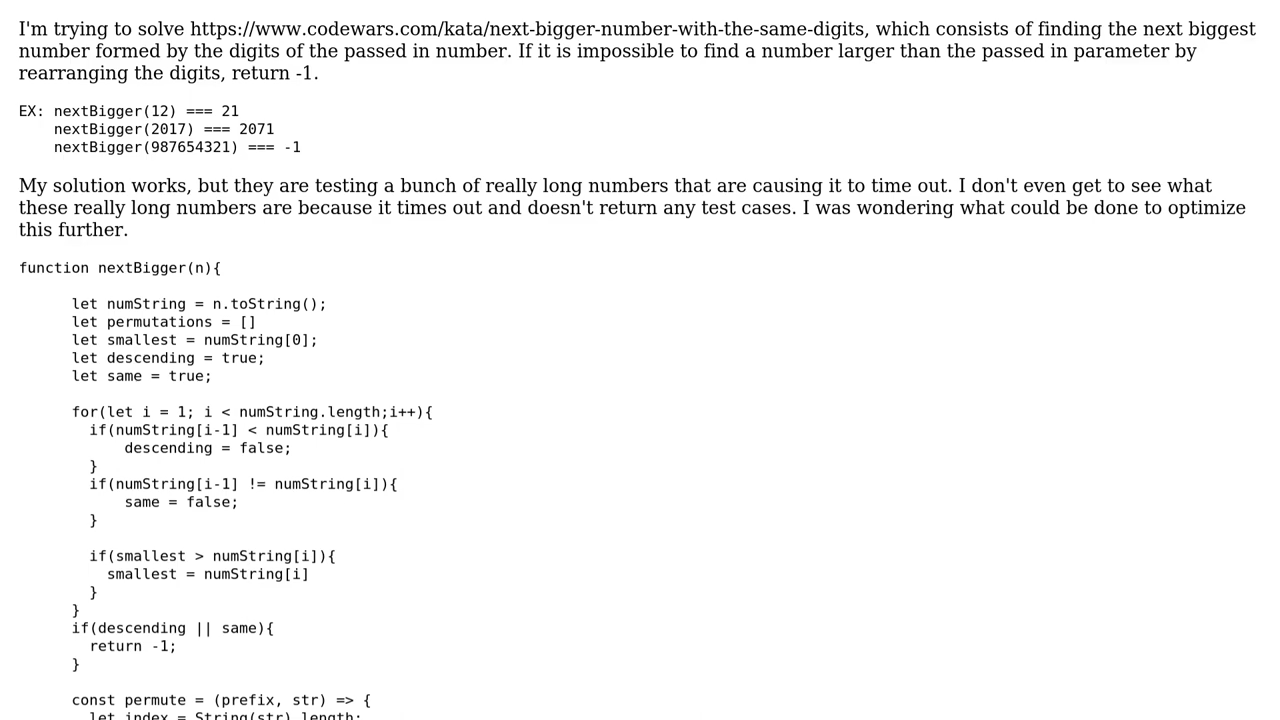 I'm trying to solve https://www.codewars.com/kata/next-bigger-number-with-the-same-digits, which consists of finding the next biggest
number formed by the digits of the passed in number. If it is impossible to find a number larger than the passed in parameter by
rearranging the digits, return -1.
EX: nextBigger(12) === 21
    nextBigger(2017) === 2071
    nextBigger(987654321) === -1
My solution works, but they are testing a bunch of really long numbers that are causing it to time out. I don't even get to see what
these really long numbers are because it times out and doesn't return any test cases. I was wondering what could be done to optimize
this further.
function nextBigger(n){
      let numString = n.toString();
      let permutations = []
      let smallest = numString[0];
      let descending = true;
      let same = true;
      for(let i = 1; i < numString.length;i++){
        if(numString[i-1] < numString[i]){
            descending = false;
        }
        if(numString[i-1] != numString[i]){
            same = false;
        }
        if(smallest > numString[i]){
          smallest = numString[i]
        }
      }
      if(descending || same){
        return -1;
      }
      const permute = (prefix, str) => {
        let index = String(str).length;